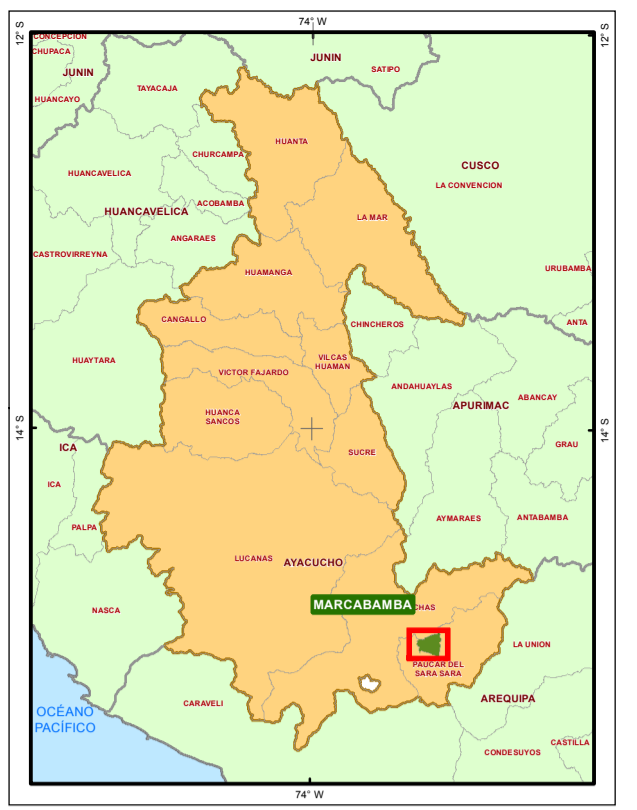 74° W
12° S
12° S
CONCEPCION
CHUPACA
JUNIN
JUNIN
SATIPO
TAYACAJA
HUANCAYO
HUANTA
CHURCAMPA
CUSCO
HUANCAVELICA
LA CONVENCION
ACOBAMBA
HUANCAVELICA
LA MAR
ANGARAES
CASTROVIRREYNA
HUAMANGA
URUBAMBA
CANGALLO
CHINCHEROS
ANTA
HUAYTARA
VILCAS
HUAMAN
VICTOR FAJARDO
ANDAHUAYLAS
ABANCAY
APURIMAC
HUANCA
SANCOS
14° S
14° S
GRAU
ICA
SUCRE
ICA
PALPA
AYMARAES
ANTABAMBA
LUCANAS
AYACUCHO
MARCABAMBA
CHAS
NASCA
LA UNION
PAUCAR DEL
SARA SARA
AREQUIPA
CARAVELI
OCÉANO
PACÍFICO
CASTILLA
CONDESUYOS
74° W